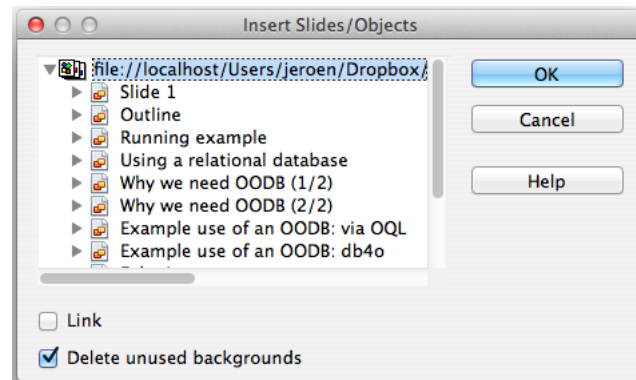 Insert Slides/Objects
file://localhost/Users/jeroen/Dropbox/
Slide 1
Outline
Running example
Using a relational database
Why we need OODB (1/2)
Why we need OODB (2/2)
Example use of an OODB: via OQL
Example use of an OODB: db4o
OK
Cancel
Help
Link
Delete unused backgrounds